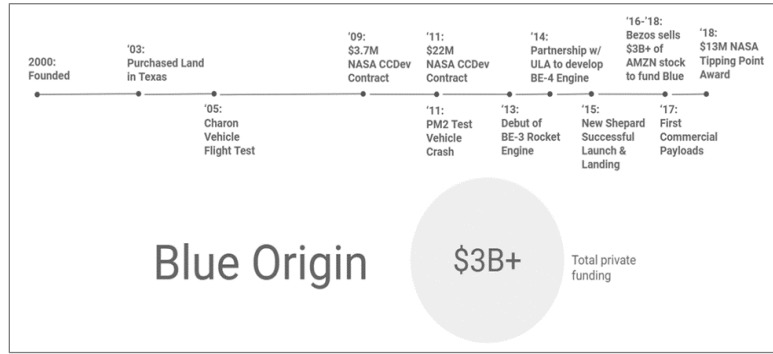 2000:
Founded
'03:
Purchased Land
in Texas
'05:
Charon
Vehicle
Flight Test
'09:
$3.7M
NASA CCDev
Contract
'11:
$22M
NASA CCDev
Contract
'11:
PM2 Test
Vehicle
Crash
'13:
Debut of
BE-3 Rocket
Engine
'14:
Partnership w/
ULA to develop
BE-4 Engine
'15:
New Shepard
Successful
Launch &
Landing
'16-'18:
Bezos sells
$3B+ of
AMZN stock
to fund Blue
'17:
First
Commercial
Payloads
'18:
$13M NASA
Tipping Point
Award
Blue Origin
$3B+
Total private
funding